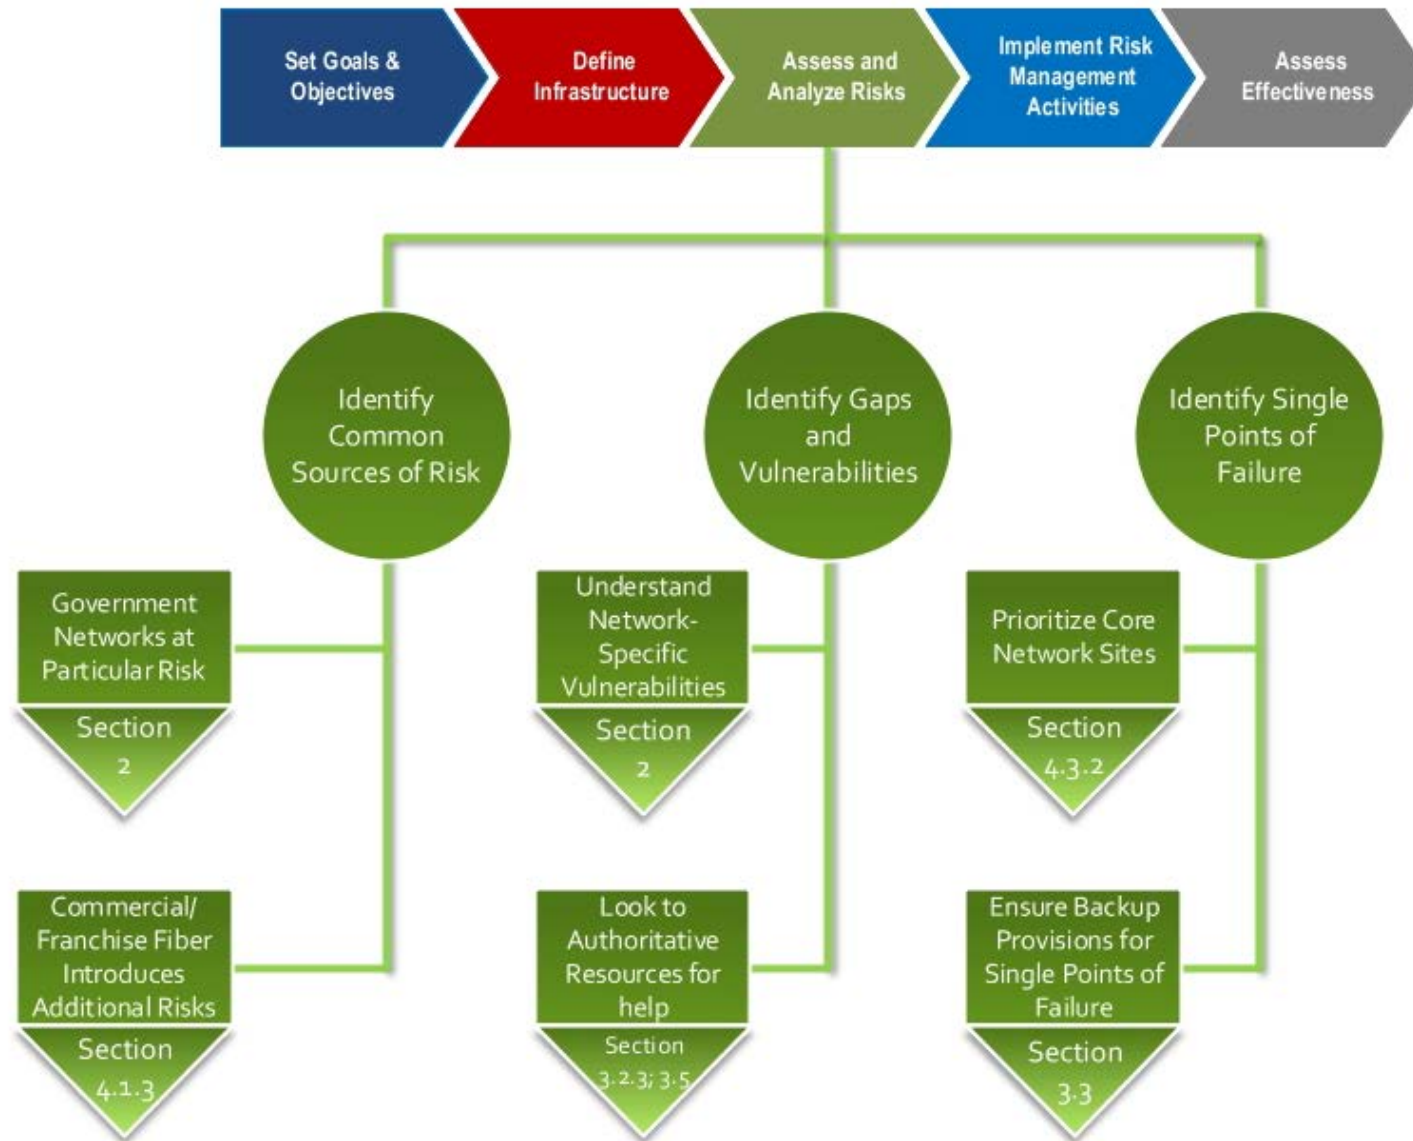 Set Goals &
Objectives
Define
Infrastructure
Assess and
Analyze Risks
Implement Risk
Management
Activities
Assess
Effectiveness
Identify
Common
Sources of Risk
Identify Gaps
and
Vulnerabilities
Identify Single
Points of
Failure
Government
Networks at
Particular Risk
Section
2
Understand
Network-
Specific
Vulnerabilities
Section
2
Prioritize Core
Network Sites
Section
4.3.2
Commercial/
Franchise Fiber
Introduces
Additional Risks
Section
4.1.3
Look to
Authoritative
Resources for
help
Section
3.2.3; 3.5
Ensure Backup
Provisions for
Single Points of
Failure
Section
3.3